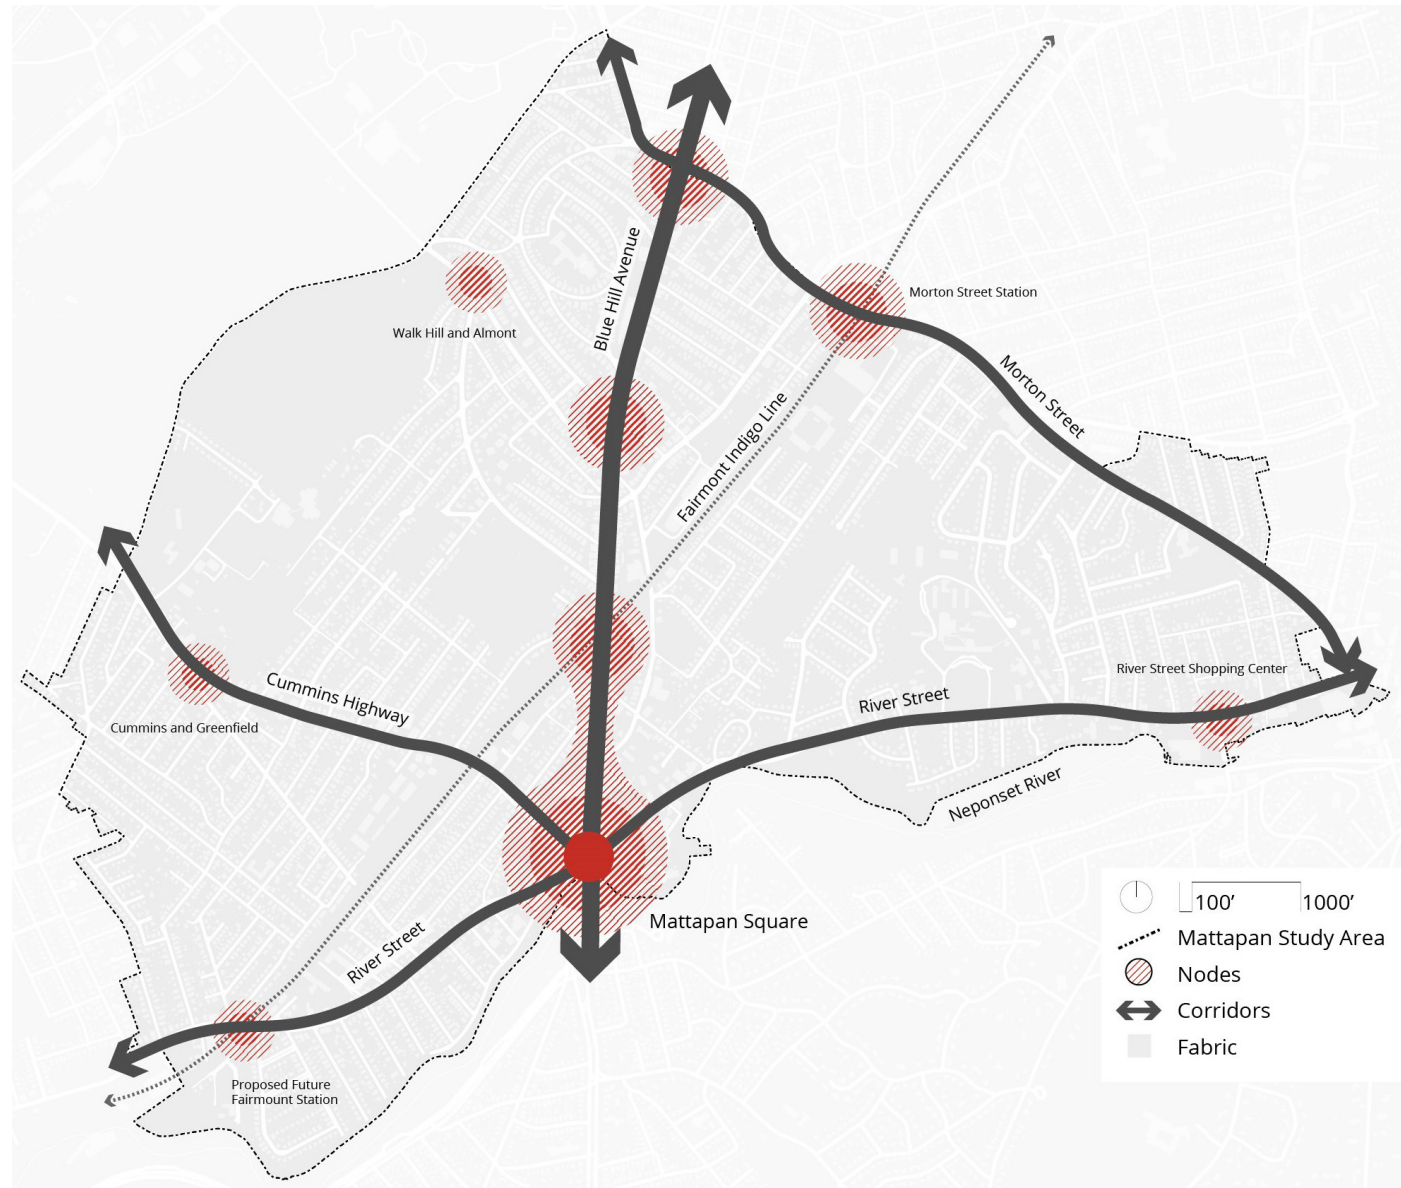 Blue Hill Avenue
Morton Street Station
Walk Hill and Almont
Morton Street
Fairmont Indigo Line
River Street Shopping Center
Cummins Highway
River Street
Cummins and Greenfield
Neponset River
Mattapan Square
River Street
Proposed Future
Fairmount Station
100’ 1000’
Mattapan Study Area
Nodes
Corridors
Fabric